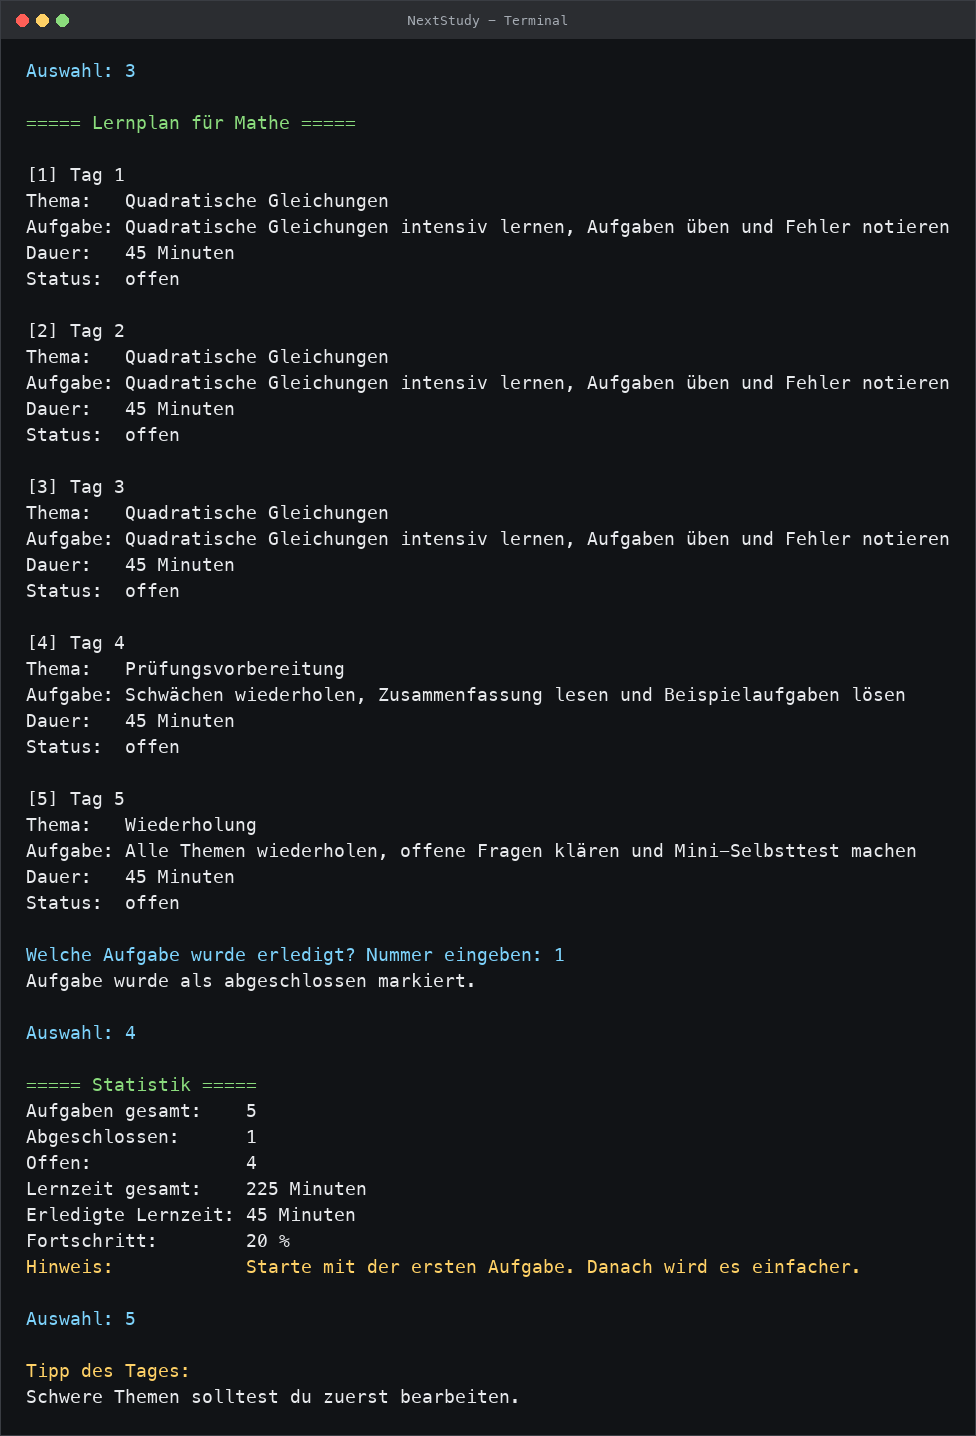 NextStudy – Terminal
Auswahl: 3
===== Lernplan für Mathe =====
[1] Tag 1
Thema:   Quadratische Gleichungen
Aufgabe: Quadratische Gleichungen intensiv lernen, Aufgaben üben und Fehler notieren
Dauer:   45 Minuten
Status:  offen
[2] Tag 2
Thema:   Quadratische Gleichungen
Aufgabe: Quadratische Gleichungen intensiv lernen, Aufgaben üben und Fehler notieren
Dauer:   45 Minuten
Status:  offen
[3] Tag 3
Thema:   Quadratische Gleichungen
Aufgabe: Quadratische Gleichungen intensiv lernen, Aufgaben üben und Fehler notieren
Dauer:   45 Minuten
Status:  offen
[4] Tag 4
Thema:   Prüfungsvorbereitung
Aufgabe: Schwächen wiederholen, Zusammenfassung lesen und Beispielaufgaben lösen
Dauer:   45 Minuten
Status:  offen
[5] Tag 5
Thema:   Wiederholung
Aufgabe: Alle Themen wiederholen, offene Fragen klären und Mini-Selbsttest machen
Dauer:   45 Minuten
Status:  offen
Welche Aufgabe wurde erledigt? Nummer eingeben: 1
Aufgabe wurde als abgeschlossen markiert.
Auswahl: 4
===== Statistik =====
Aufgaben gesamt:    5
Abgeschlossen:      1
Offen:              4
Lernzeit gesamt:    225 Minuten
Erledigte Lernzeit: 45 Minuten
Fortschritt:        20 %
Hinweis:            Starte mit der ersten Aufgabe. Danach wird es einfacher.
Auswahl: 5
Tipp des Tages:
Schwere Themen solltest du zuerst bearbeiten.